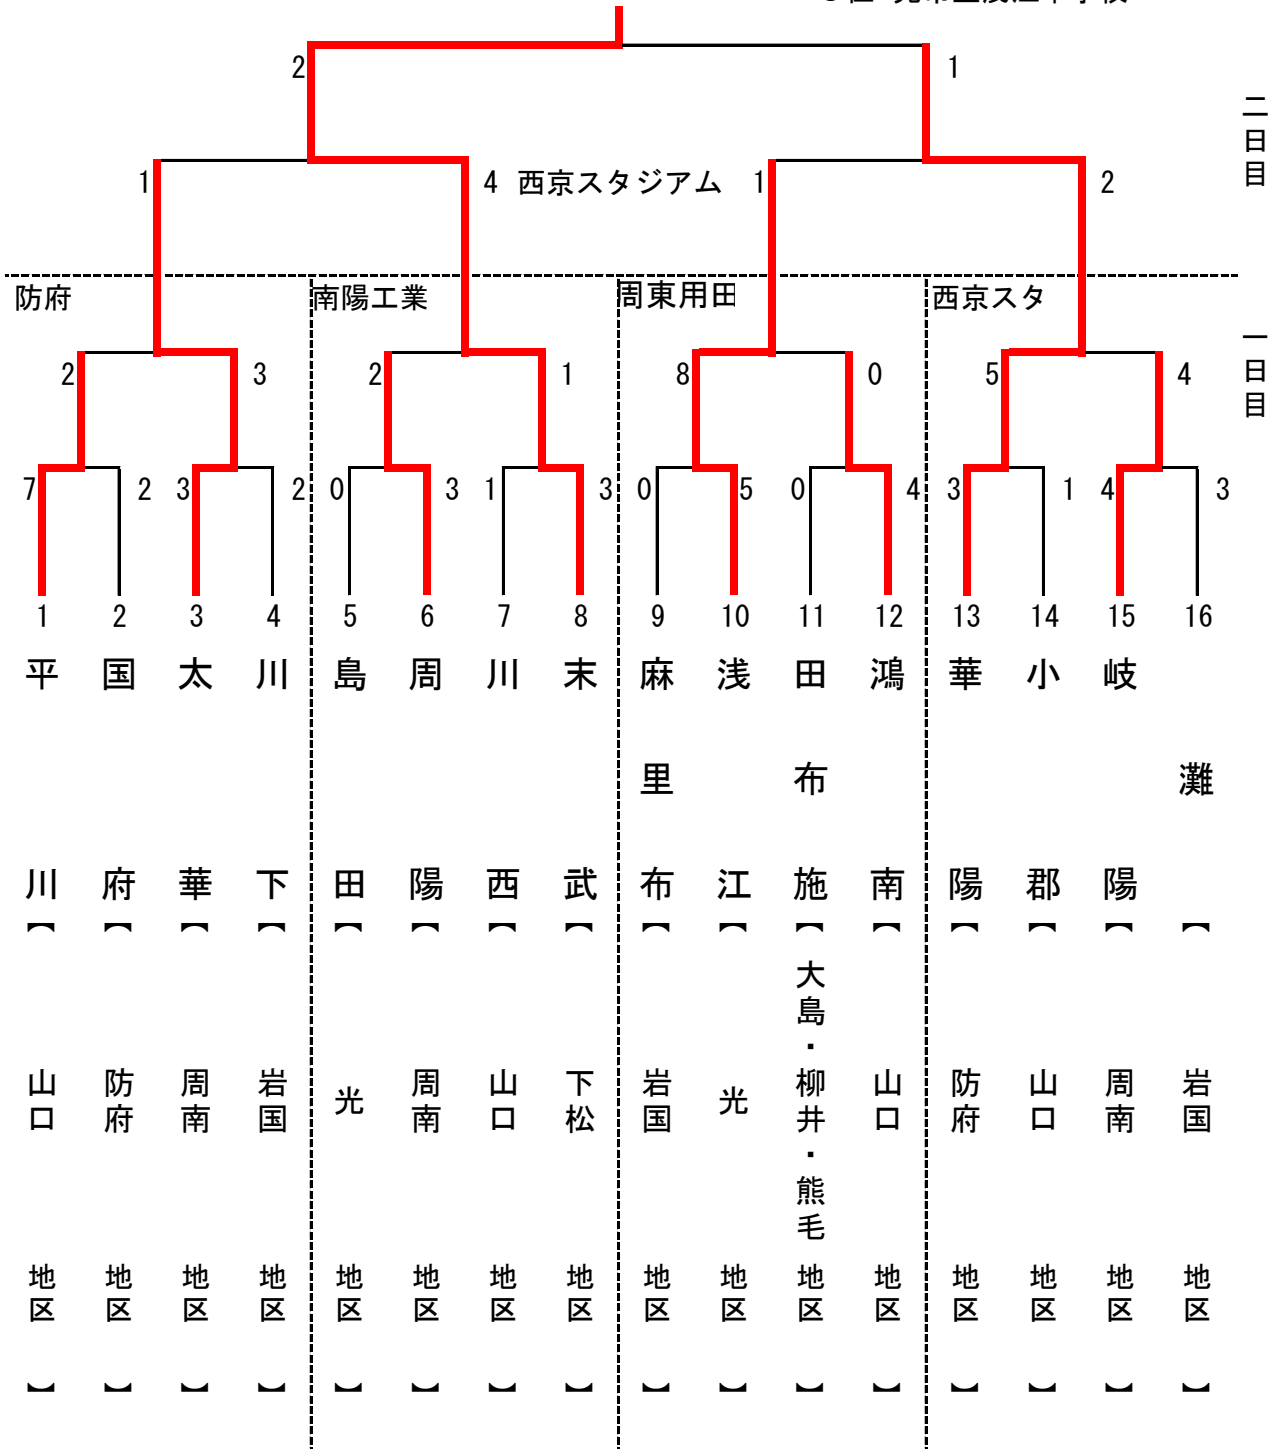 2 1
二日目
1 4 西京スタジアム 1 2
防府 南陽工業 周東用田 西京スタ
一日目
2 3 2 1 8 0 5 4
7 2 3 2 0 3 1 3 0 5 0 4 3 1 4 3
1 2 3 4 5 6 7 8 9 10 11 12 13 14 15 16
平川【山口地区】
国府【防府地区】
太華【周南地区】
川下【岩国地区】
島田【光地区】
周陽【周南地区】
川西【山口地区】
末武【下松地区】
麻里布【岩国地区】
浅江【光地区】
田布施【大島・柳井・熊毛地区】
鴻南【山口地区】
華陽【防府地区】
小郡【山口地区】
岐陽【周南地区】
灘【岩国地区】